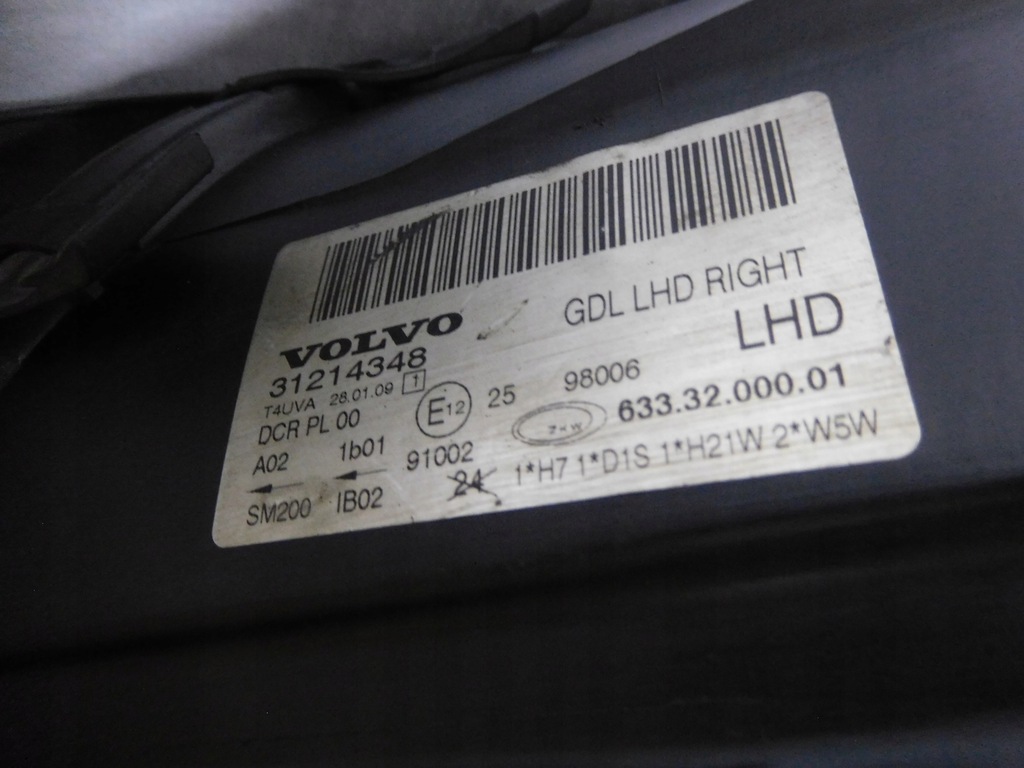 VOLVO
GDL LHD RIGHT
31214348
LHD
T4UVA 28.01.09 1
DCR PL 00
E12 25 98006
ZKW 633.32.000.01
A02 1b01 91002
SM200 IB02 24 1*H7 1*D1S 1*H21W 2*W5W